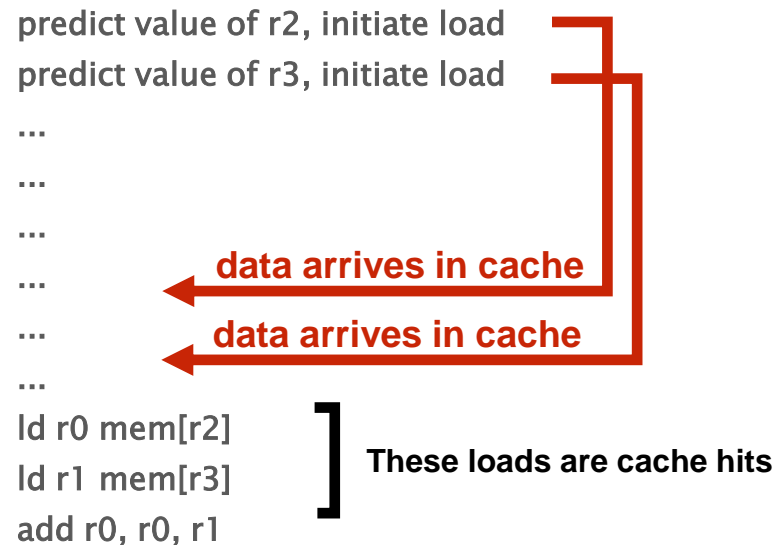 predict value of r2, initiate load
predict value of r3, initiate load
...
...
...
data arrives in cache
...
data arrives in cache
...
...
ld r0 mem[r2]
ld r1 mem[r3]
These loads are cache hits
add r0, r0, r1